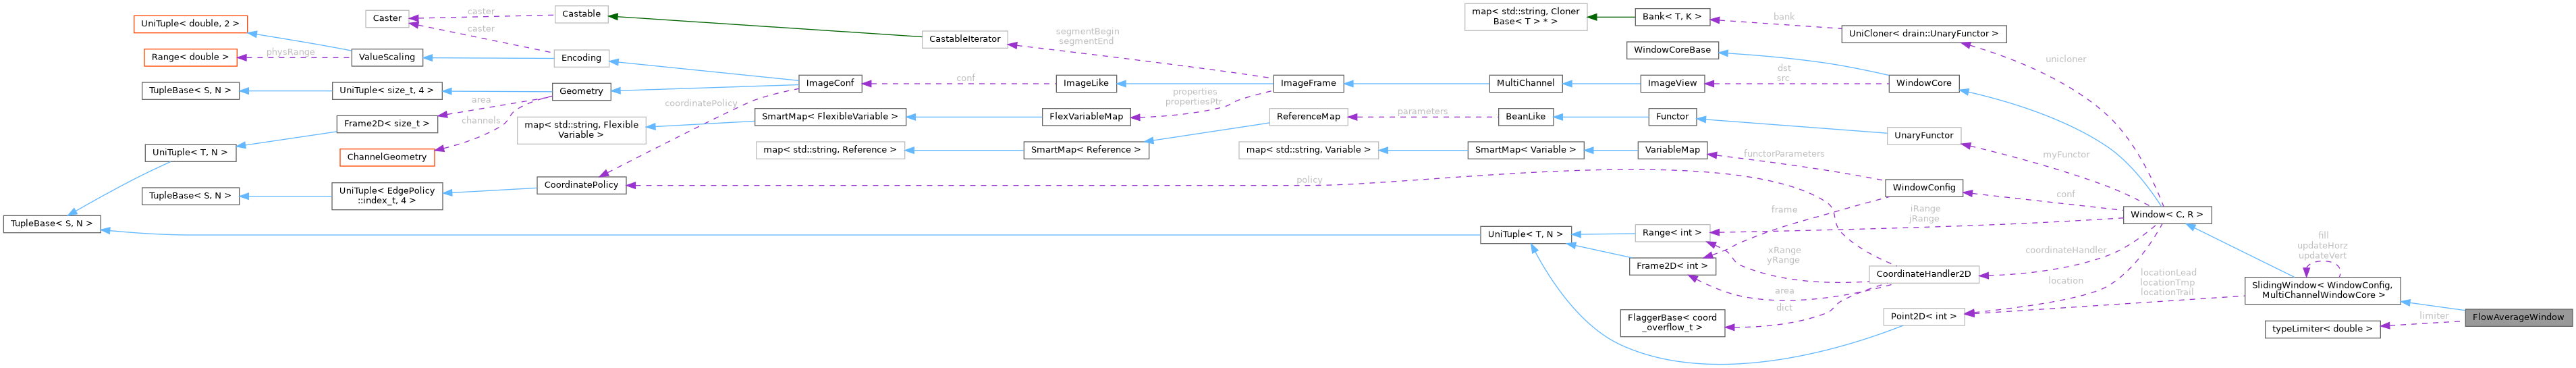 UniTuple< double, 2 >
Range< double >
physRange
ValueScaling
TupleBase< S, N >
UniTuple< size_t, 4 >
Frame2D< size_t >
UniTuple< T, N >
ChannelGeometry
TupleBase< S, N >
UniTuple< EdgePolicy
::index_t, 4 >
TupleBase< S, N >
Caster
caster
caster
Castable
Encoding
Geometry
area
channels
map< std::string, Flexible
Variable >
CoordinatePolicy
coordinatePolicy
ImageConf
conf
SmartMap< FlexibleVariable >
map< std::string, Reference >
CastableIterator
ImageLike
FlexVariableMap
SmartMap< Reference >
segmentBegin
segmentEnd
properties
propertiesPtr
ImageFrame
ReferenceMap
map< std::string, Variable >
policy
parameters
MultiChannel
BeanLike
SmartMap< Variable >
UniTuple< T, N >
map< std::string, Cloner
Base< T > * >
Bank< T, K >
WindowCoreBase
ImageView
Functor
VariableMap
Range< int >
Frame2D< int >
FlaggerBase< coord
_overflow_t >
bank
dst
src
functorParameters
frame
xRange
yRange
area
dict
UniCloner< drain::UnaryFunctor >
WindowCore
UnaryFunctor
WindowConfig
CoordinateHandler2D
Point2D< int >
unicloner
myFunctor
conf
iRange
jRange
coordinateHandler
location
Window< C, R >
locationLead
locationTmp
locationTrail
fill
updateHorz
updateVert
SlidingWindow< WindowConfig,
MultiChannelWindowCore >
typeLimiter< double >
limiter
FlowAverageWindow